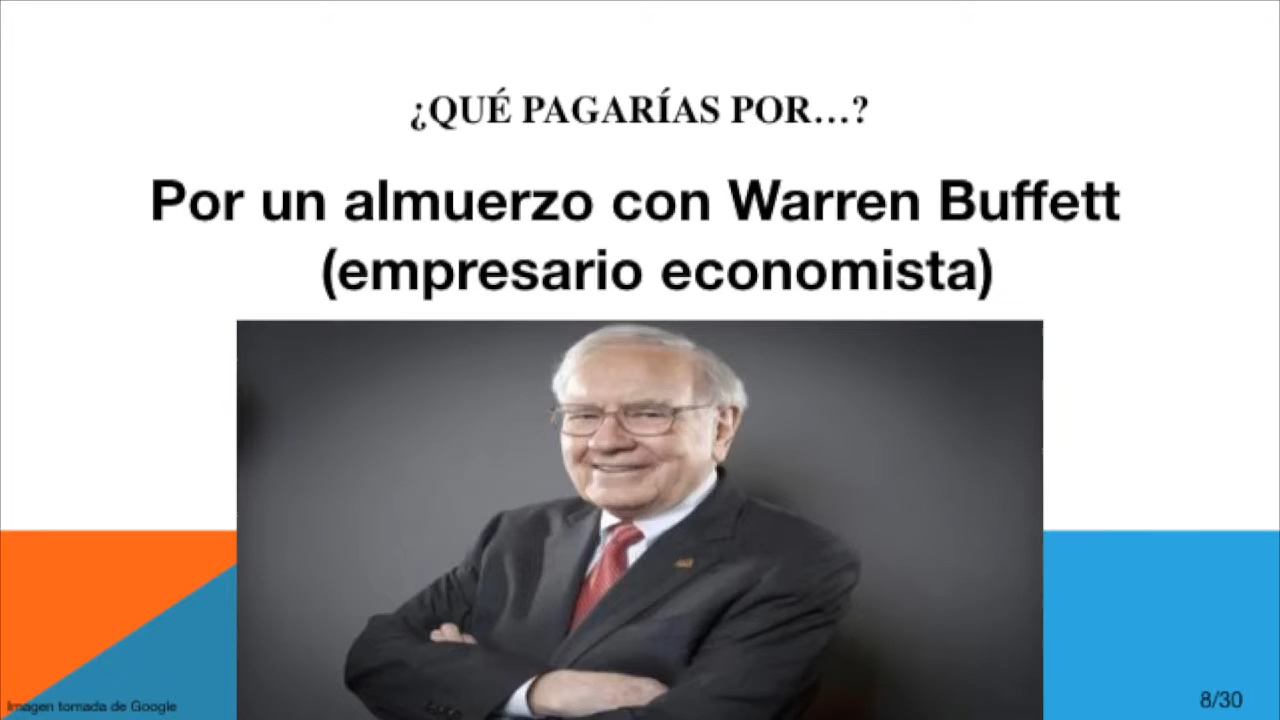 ¿QUÉ PAGARÍAS POR…?
Por un almuerzo con Warren Buffett
(empresario economista)
Imagen tomada de Google
8/30